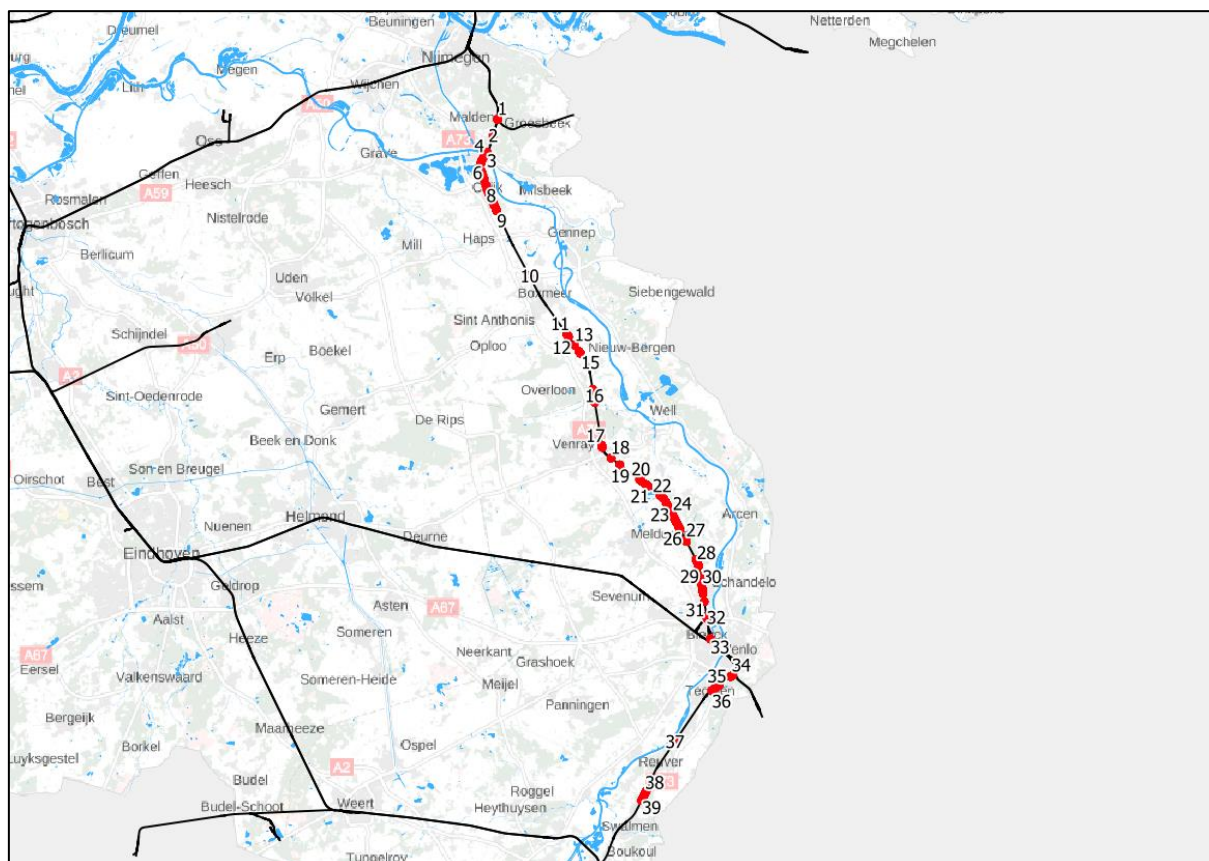 Dreumel
Beuningen
Netterden
Megchelen
Nijmegen
Megen
Lith
Wijchen
Malden
1
Groesbeek
Oss
A73
2
4
3
Grave
Geffen
Heesch
6
Milsbeek
A59
Rosmalen
8
Nistelrode
9
Gennep
Haps
Mill
Berlicum
10
Uden
Boxmeer
Siebengewald
Volkel
Sint Anthonis
11
13
Schijndel
12
Nieuw-Bergen
Oploo
Boekel
Erp
15
Overloon
16
Sint-Oedenrode
Gemert
De Rips
Well
17
18
Venray
Beek en Donk
19
20
Son en Breugel
22
Oirschot
21
Best
24
23
Arcen
Helmond
Nuenen
27
Deurne
26
Eindhoven
28
29
30
Geldrop
Sevenum
Asten
A67
31
32
Aalst
Someren
Heeze
33
Neerkant
A67
34
Grashoek
Eersel
35
Valkenswaard
Someren-Heide
Meijel
36
Panningen
Bergeijk
Maarheeze
37
Ospel
Borkel
Luyksgestel
Reuver
A2
Budel
38
Roggel
Budel-Schoot
Weert
Heythuysen
39
Swalmen
Boukoul
Tungelroy